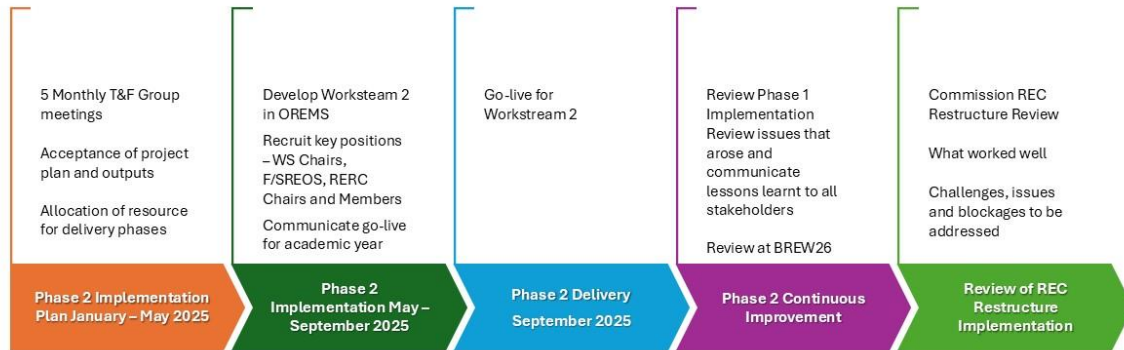 5 Monthly T&F Group
meetings
Acceptance of project
plan and outputs
Allocation of resource
for delivery phases
Phase 2 Implementation
Plan January – May 2025
Develop Worksteam 2
in OREMS
Recruit key positions
– WS Chairs,
F/SREOS, RERC
Chairs and Members
Communicate go-live
for academic year
Phase 2
Implementation May –
September 2025
Go-live for
Workstream 2
Phase 2 Delivery
September 2025
Review Phase 1
Implementation
Review issues that
arose and
communicate
lessons learnt to all
stakeholders
Review at BREW26
Phase 2 Continuous
Improvement
Commission REC
Restructure Review
What worked well
Challenges, issues
and blockages to be
addressed
Review of REC
Restructure
Implementation